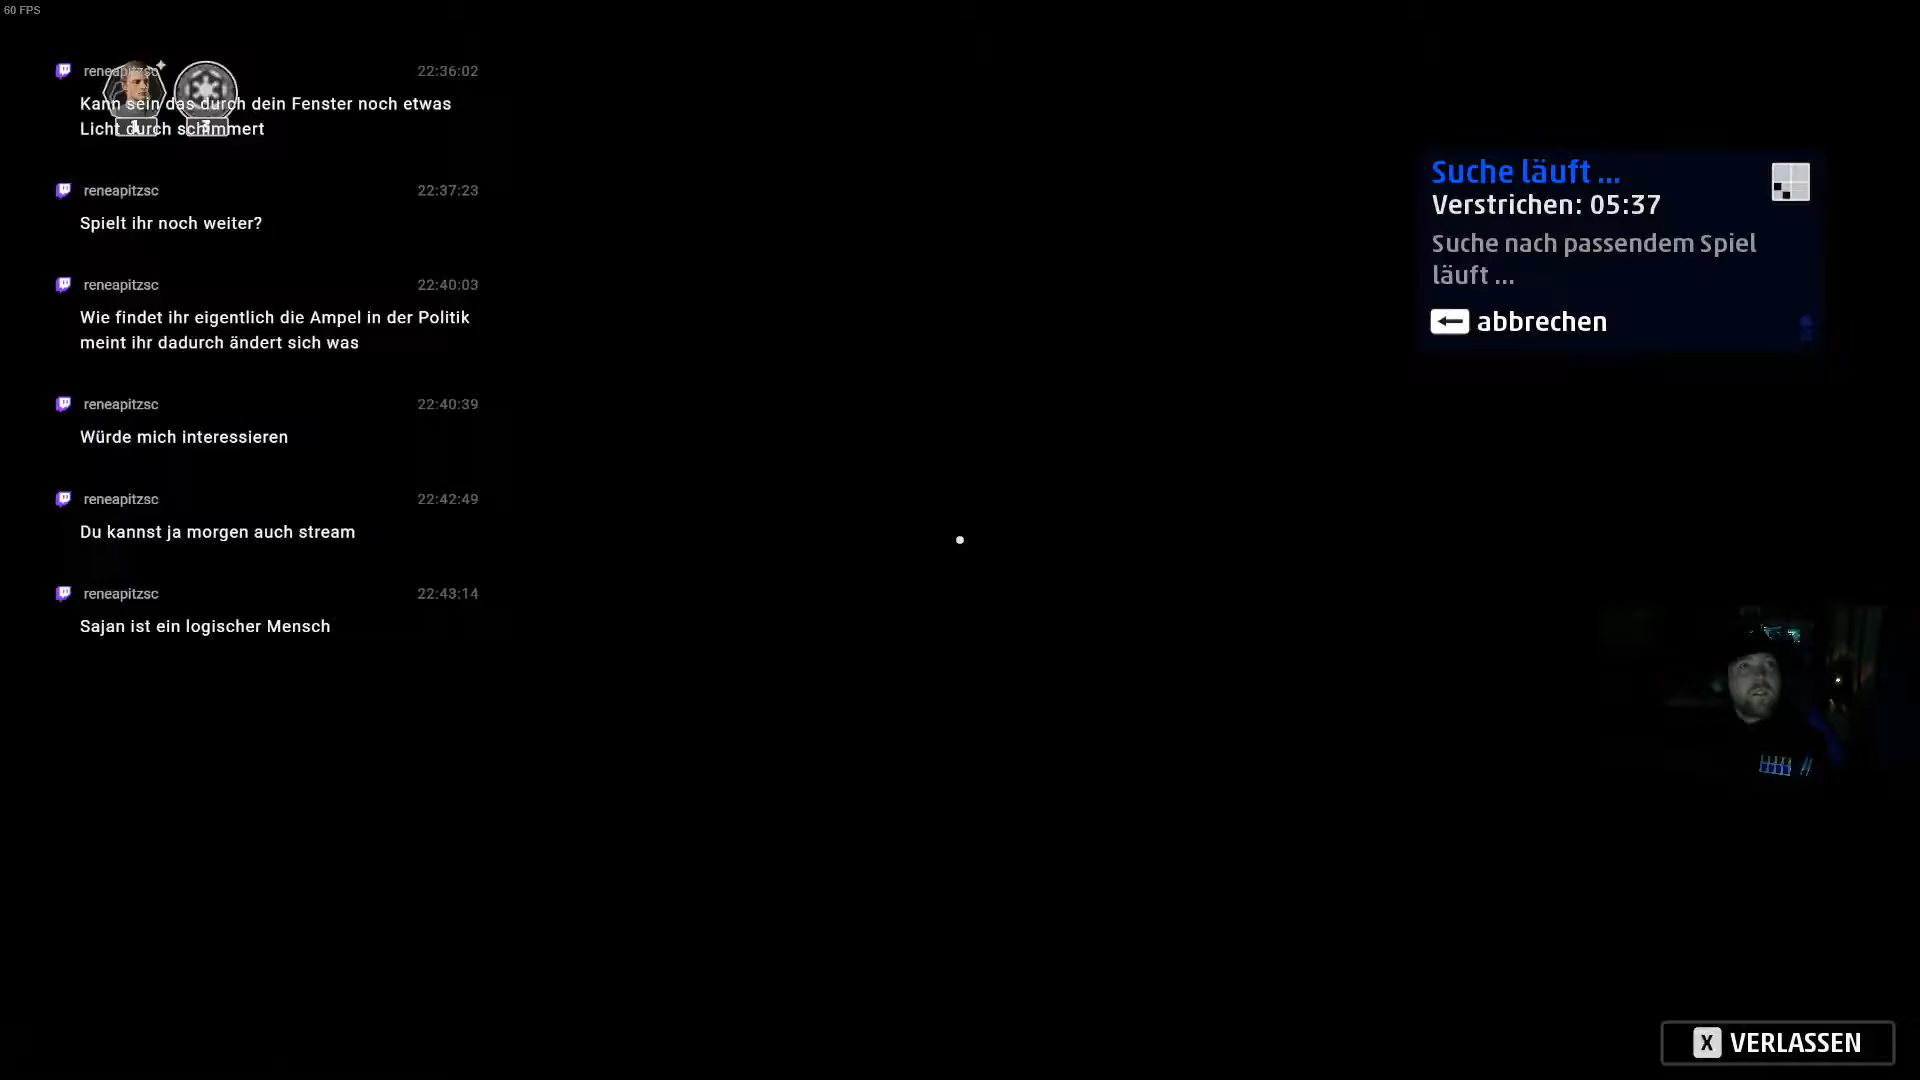 60 FPS
reneapitzsc 22:36:02
Kann sein das durch dein Fenster noch etwas
Licht durch schimmert
1
3
reneapitzsc 22:37:23
Spielt ihr noch weiter?
reneapitzsc 22:40:03
Wie findet ihr eigentlich die Ampel in der Politik
meint ihr dadurch ändert sich was
reneapitzsc 22:40:39
Würde mich interessieren
reneapitzsc 22:42:49
Du kannst ja morgen auch stream
reneapitzsc 22:43:14
Sajan ist ein logischer Mensch
Suche läuft ...
Verstrichen: 05:37
Suche nach passendem Spiel
läuft ...
abbrechen
X VERLASSEN